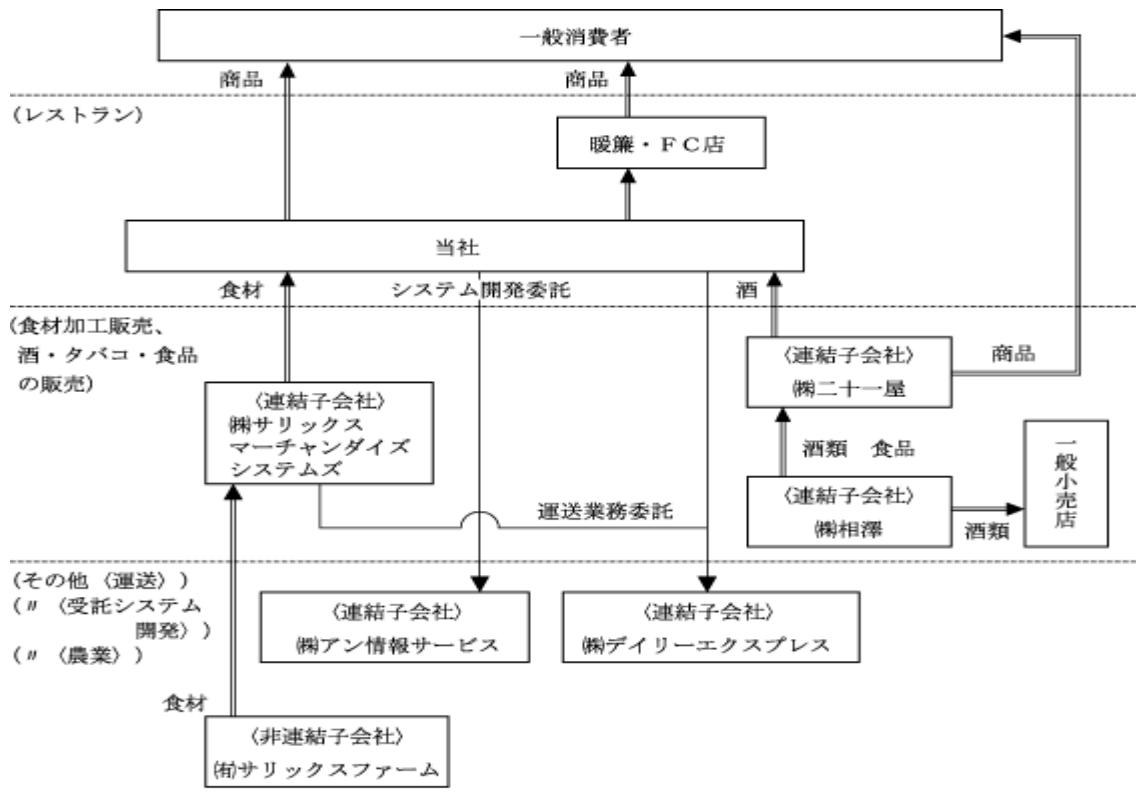 一般消費者
商品
商品
(レストラン)
暖簾・ＦＣ店
当社
食材
システム開発委託
酒
(食材加工販売、
酒・タバコ・食品
の販売)
〈連結子会社〉
㈱サリックス
マーチャンダイズ
システムズ
〈連結子会社〉
㈱二十一屋
商品
酒類　食品
一般小売店
〈連結子会社〉
㈱相澤
酒類
運送業務委託
(その他〈運送〉)
(〃〈受託システム
開発〉)
(〃〈農業〉)
〈連結子会社〉
㈱アン情報サービス
〈連結子会社〉
㈱デイリーエクスプレス
食材
〈非連結子会社〉
㈲サリックスファーム